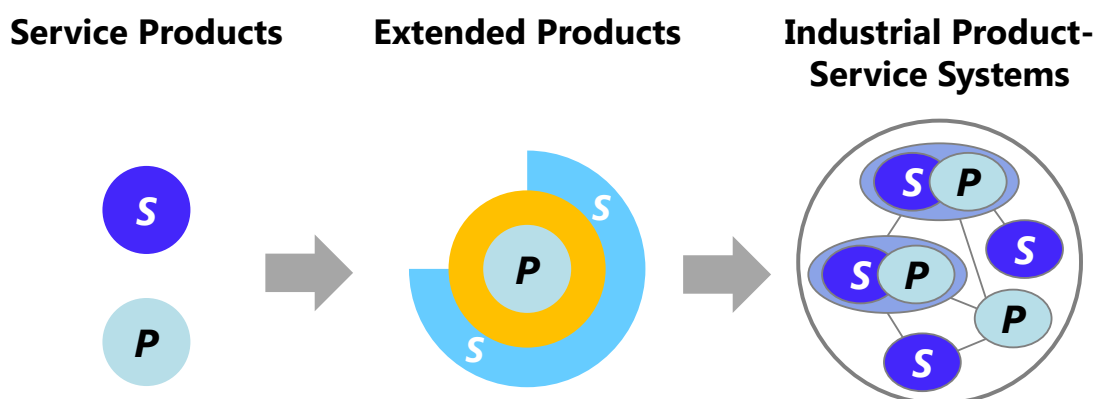 Service Products
Extended Products
Industrial Product-
Service Systems
S
P
S
P
S
S P
S
S P
P
S